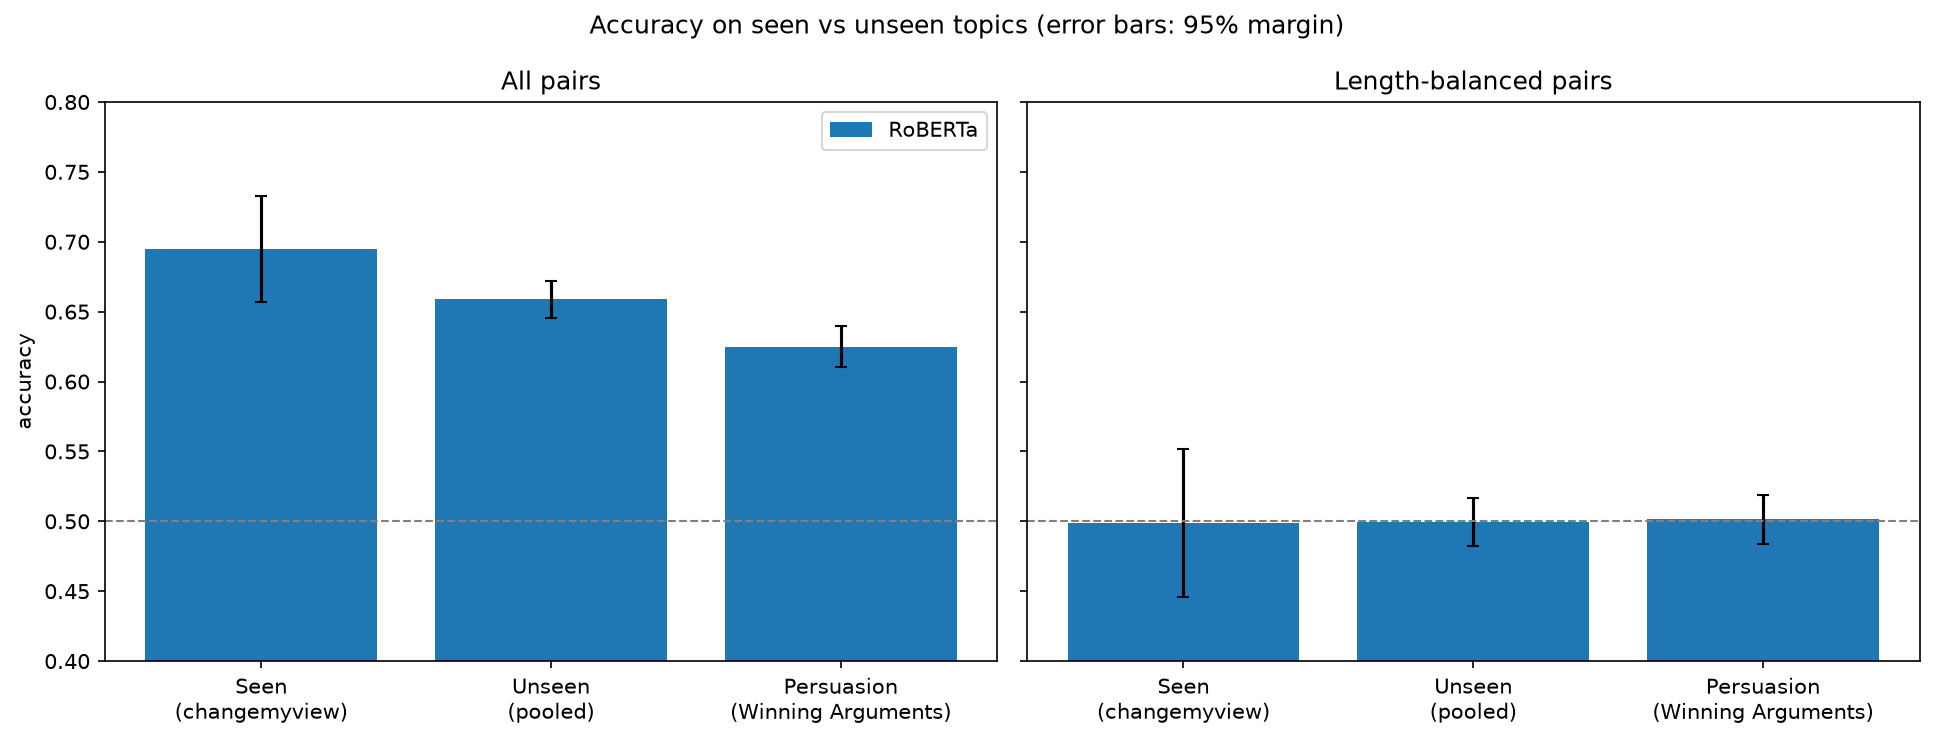 Accuracy on seen vs unseen topics (error bars: 95% margin)
All pairs
RoBERTa
accuracy
0.80
0.75
0.70
0.65
0.60
0.55
0.50
0.45
0.40
Seen
(changemyview)
Unseen
(pooled)
Persuasion
(Winning Arguments)
Length-balanced pairs
Seen
(changemyview)
Unseen
(pooled)
Persuasion
(Winning Arguments)